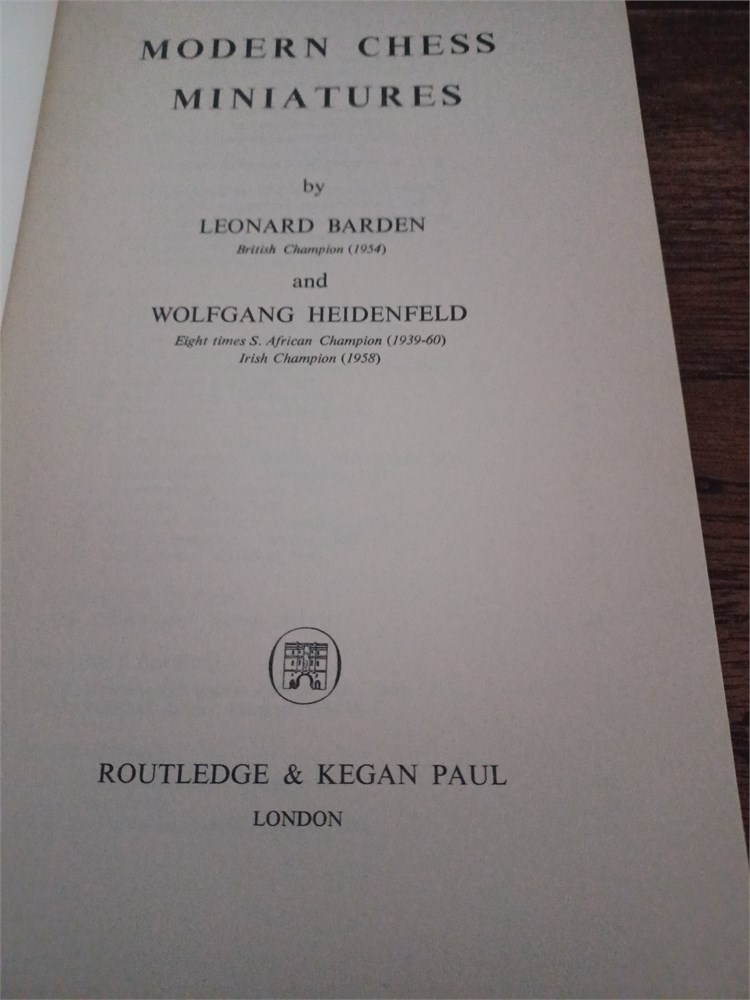 MODERN CHESS
MINIATURES
by
LEONARD BARDEN
British Champion (1954)
and
WOLFGANG HEIDENFELD
Eight times S. African Champion (1939-60)
Irish Champion (1958)
ROUTLEDGE & KEGAN PAUL
LONDON